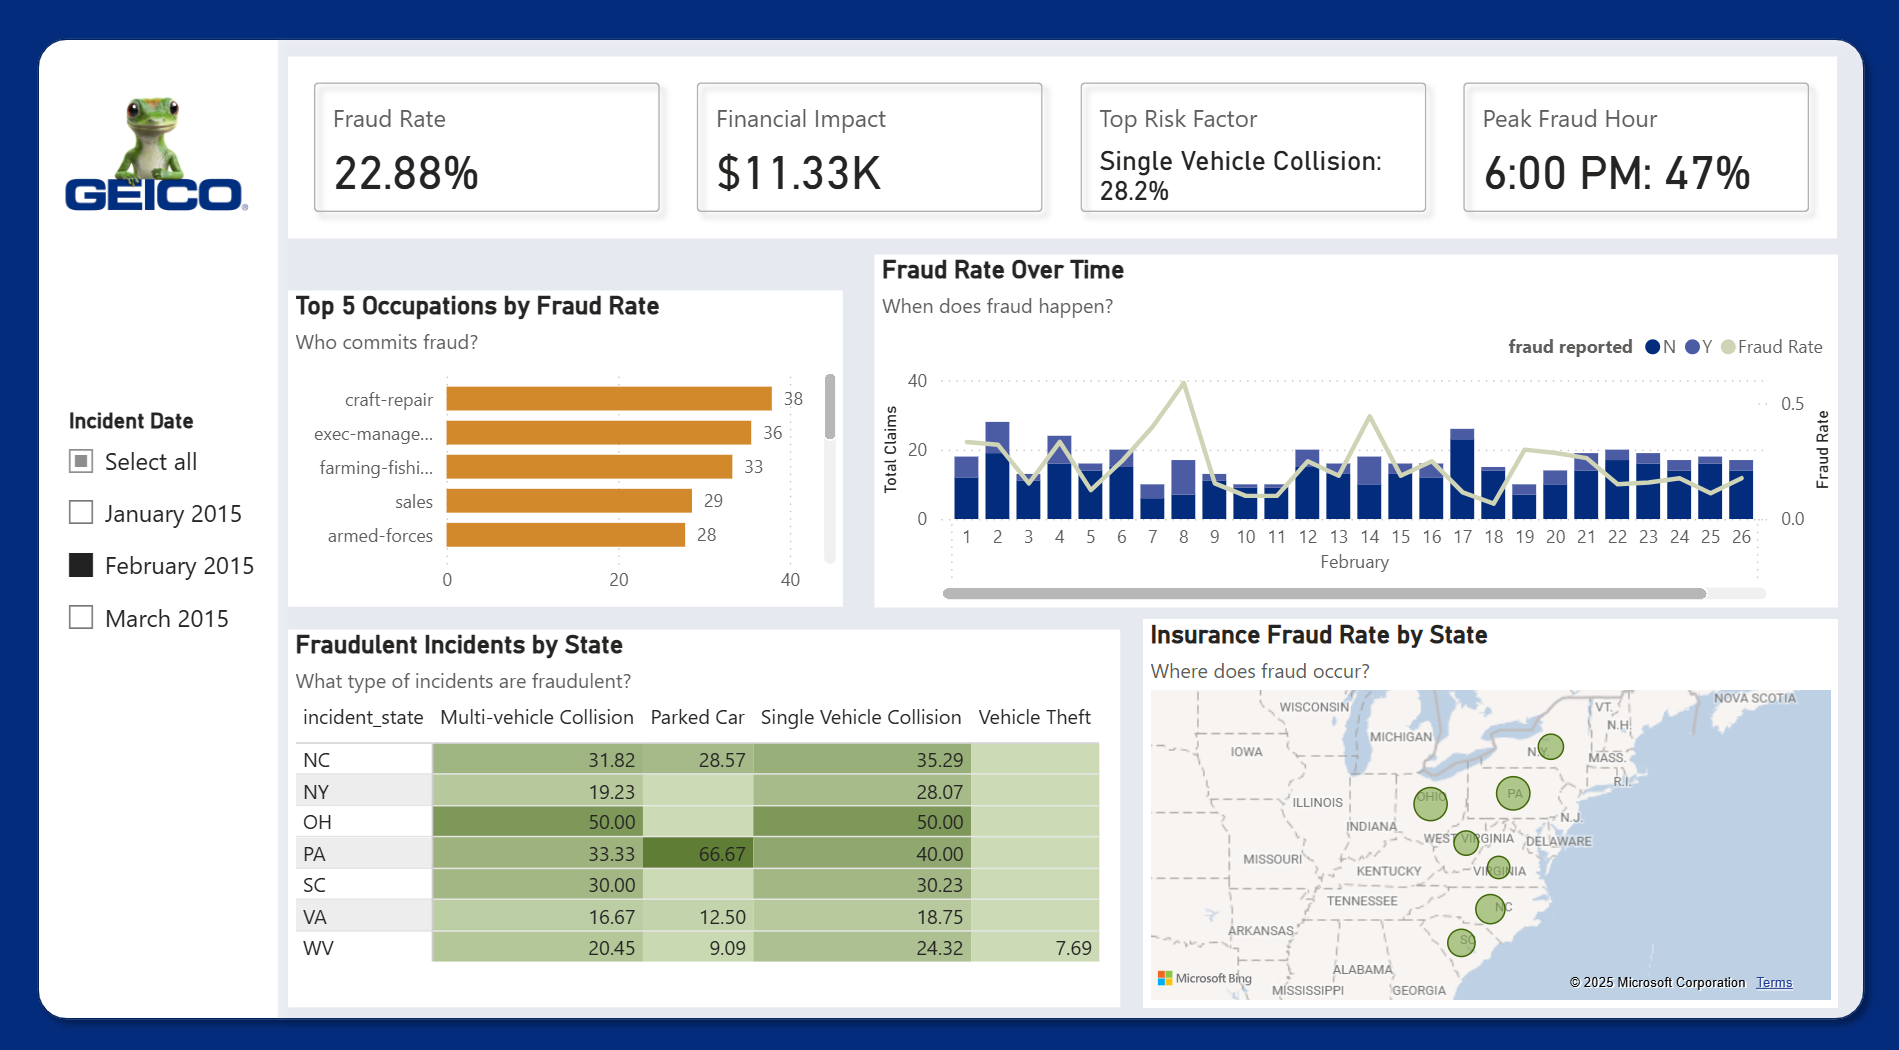 GEICO
®
Incident Date
Select all
January 2015
February 2015
March 2015
Fraud Rate
22.88%
Financial Impact
$11.33K
Top Risk Factor
Single Vehicle Collision:
28.2%
Peak Fraud Hour
6:00 PM: 47%
Top 5 Occupations by Fraud Rate
Who commits fraud?
craft-repair 38
exec-manage... 36
farming-fishi... 33
sales 29
armed-forces 28
0 20 40
Fraud Rate Over Time
When does fraud happen?
fraud reported N Y Fraud Rate
Total Claims
40
20
0
0.5
0.0
Fraud Rate
1 2 3 4 5 6 7 8 9 10 11 12 13 14 15 16 17 18 19 20 21 22 23 24 25 26
February
Fraudulent Incidents by State
What type of incidents are fraudulent?
incident_state Multi-vehicle Collision Parked Car Single Vehicle Collision Vehicle Theft
NC 31.82 28.57 35.29
NY 19.23 28.07
OH 50.00 50.00
PA 33.33 66.67 40.00
SC 30.00 30.23
VA 16.67 12.50 18.75
WV 20.45 9.09 24.32 7.69
Insurance Fraud Rate by State
Where does fraud occur?
NOVA SCOTIA
WISCONSIN
VT.
N.H.
MICHIGAN
IOWA
N.Y.
MASS.
R.I.
ILLINOIS
OHIO
PA
N.J.
INDIANA
WEST VIRGINIA
DELAWARE
MISSOURI
KENTUCKY
VIRGINIA
TENNESSEE
NC
ARKANSAS
SC
ALABAMA
MISSISSIPPI
GEORGIA
Microsoft Bing
© 2025 Microsoft Corporation Terms